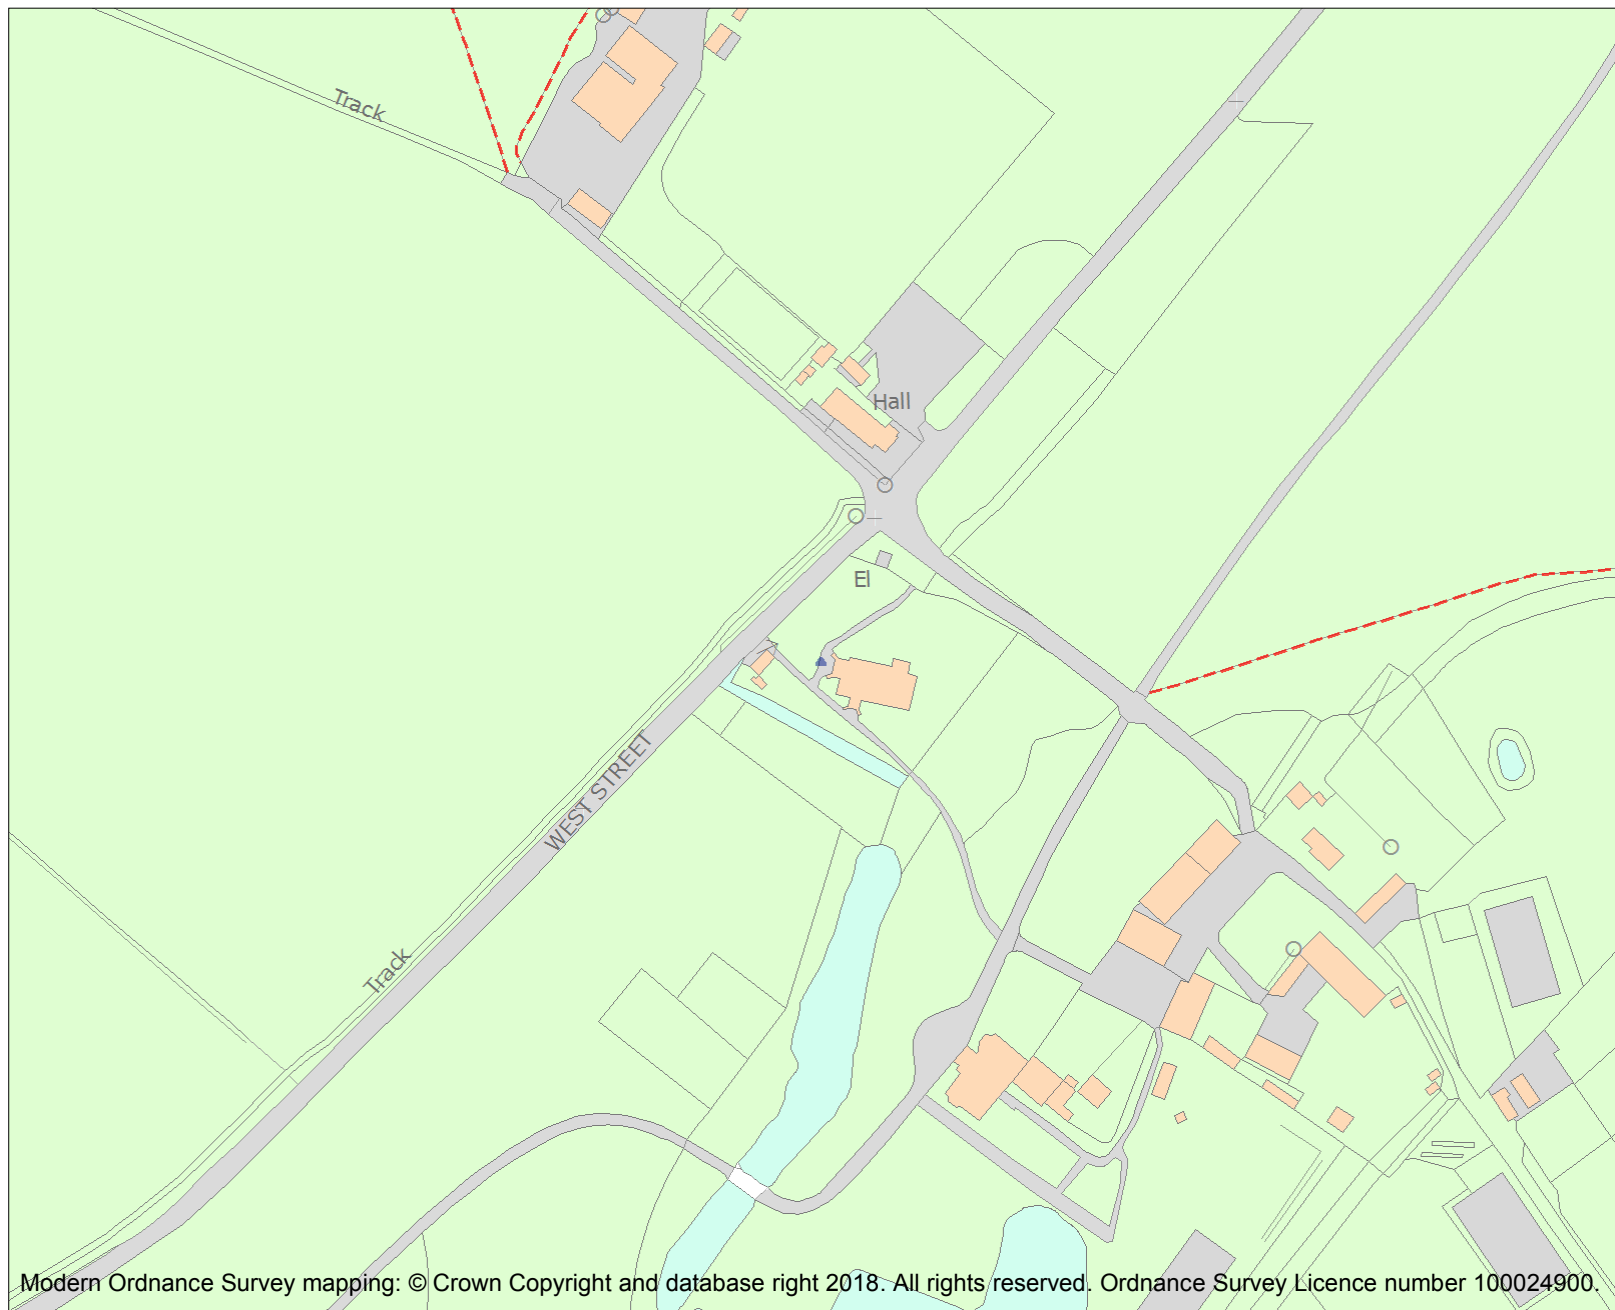 Track
Hall
El
WEST STREET
Track
Modern Ordnance Survey mapping: © Crown Copyright and database right 2018. All rights reserved. Ordnance Survey Licence number 100024900.